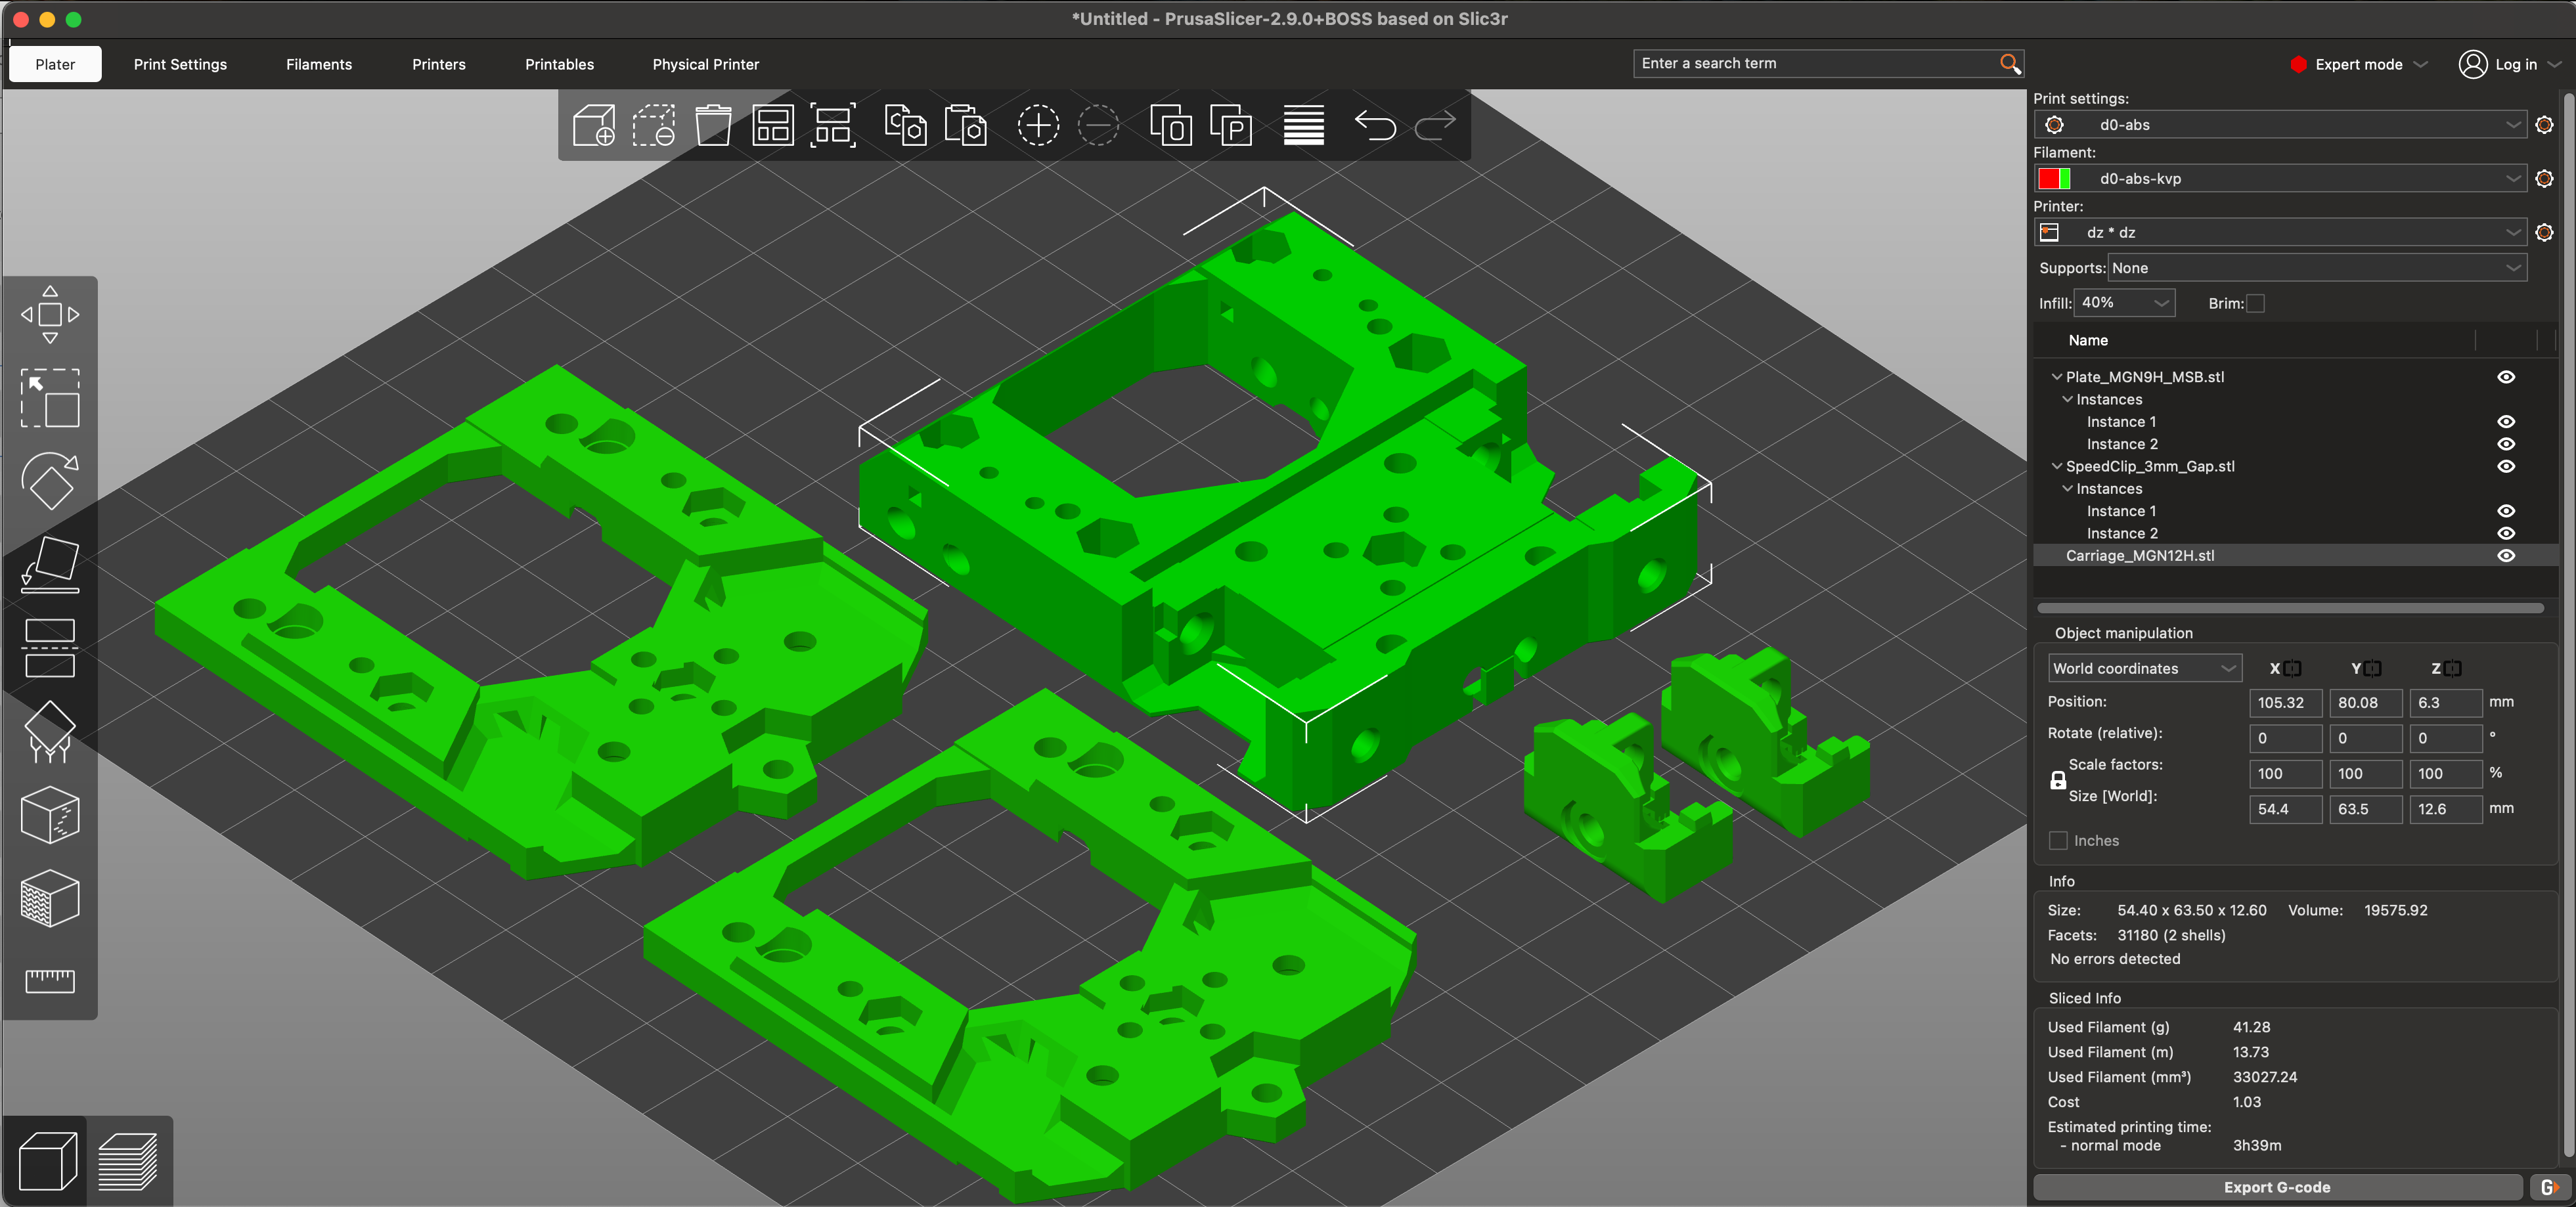 *Untitled - PrusaSlicer-2.9.0+BOSS based on Slic3r
Plater Print Settings Filaments Printers Printables Physical Printer Enter a search term Expert mode Log in
Print settings:
d0-abs
Filament:
d0-abs-kvp
Printer:
dz * dz
Supports: None
Infill: 40% Brim:
Name
Plate_MGN9H_MSB.stl
Instances
Instance 1
Instance 2
SpeedClip_3mm_Gap.stl
Instances
Instance 1
Instance 2
Carriage_MGN12H.stl
Object manipulation
World coordinates X Y Z
Position: 105.32 80.08 6.3 mm
Rotate (relative): 0 0 0 °
Scale factors: 100 100 100 %
Size [World]: 54.4 63.5 12.6 mm
Inches
Info
Size: 54.40 x 63.50 x 12.60 Volume: 19575.92
Facets: 31180 (2 shells)
No errors detected
Sliced Info
Used Filament (g) 41.28
Used Filament (m) 13.73
Used Filament (mm³) 33027.24
Cost 1.03
Estimated printing time:
- normal mode 3h39m
Export G-code G